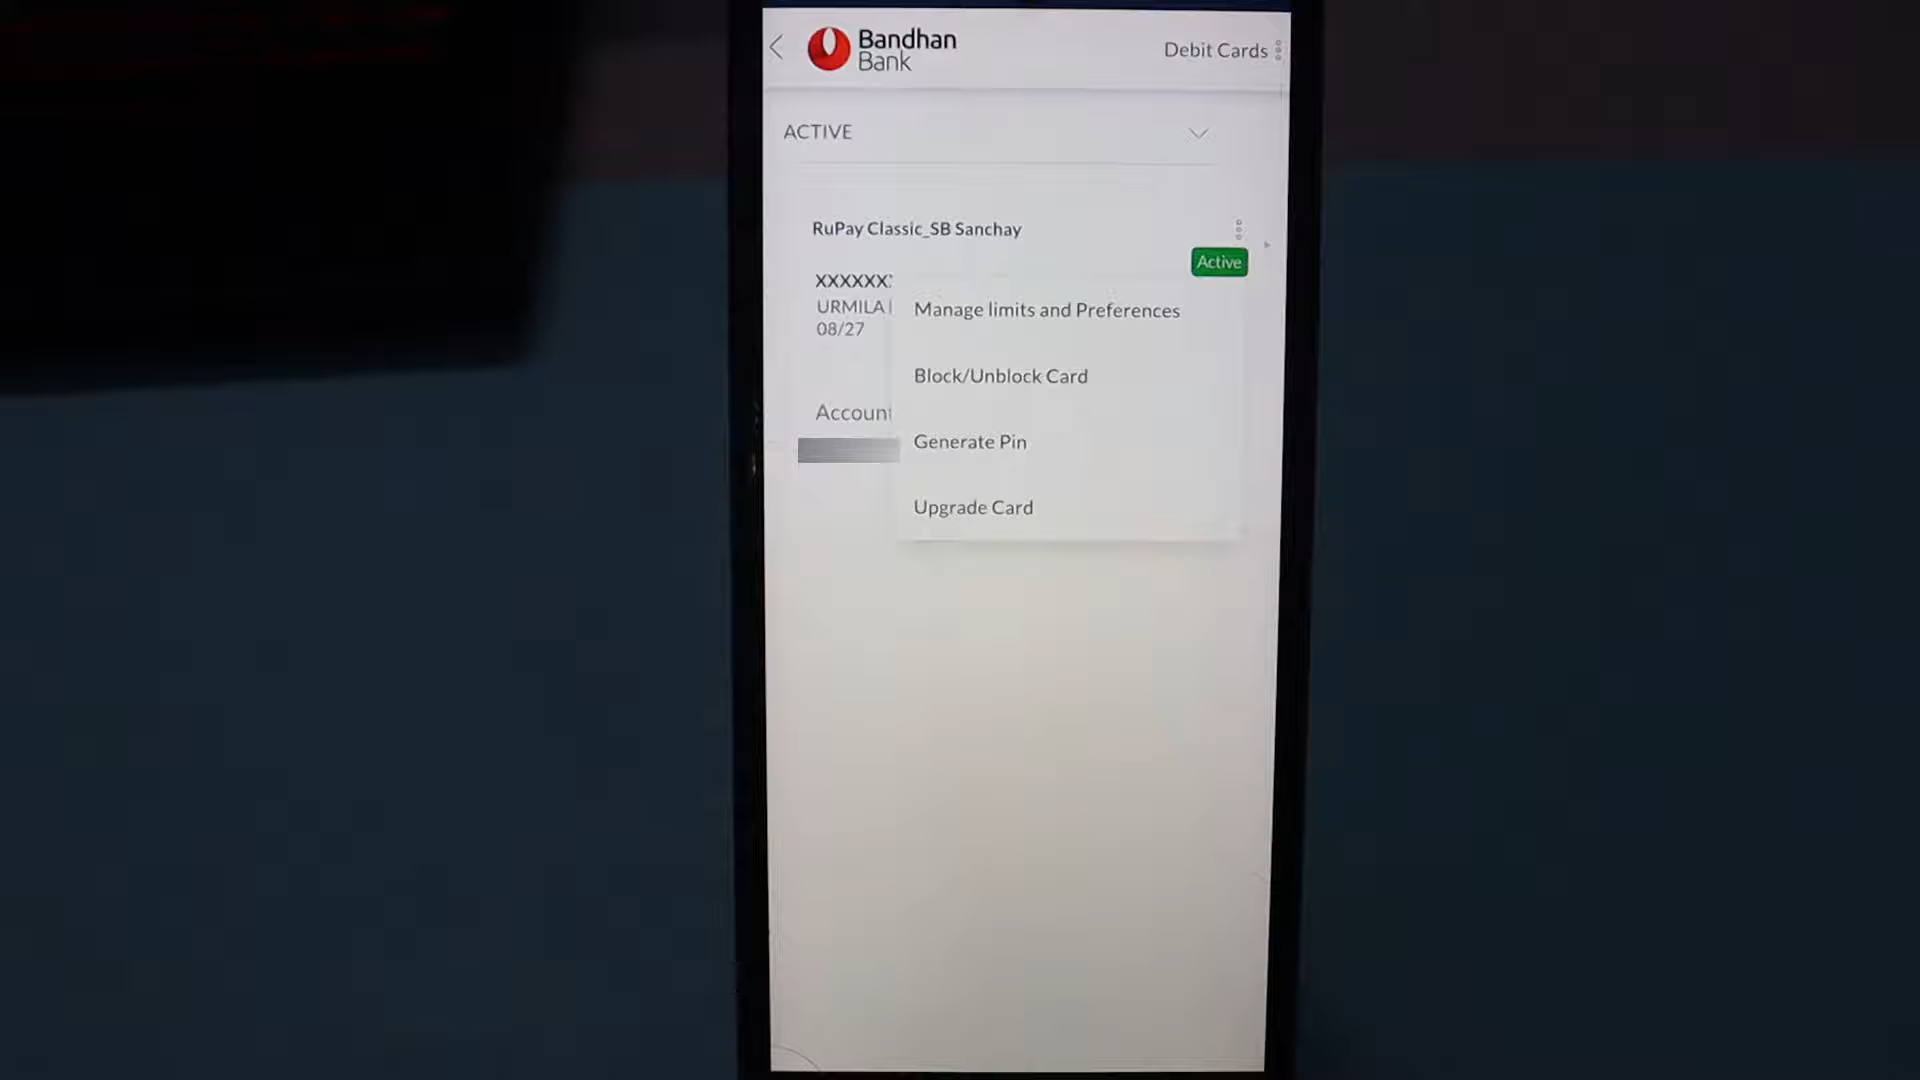 Bandhan
Bank
Debit Cards
ACTIVE
RuPay Classic_SB Sanchay
Active
XXXXXX
URMILA
08/27
Manage limits and Preferences
Block/Unblock Card
Account
Generate Pin
Upgrade Card